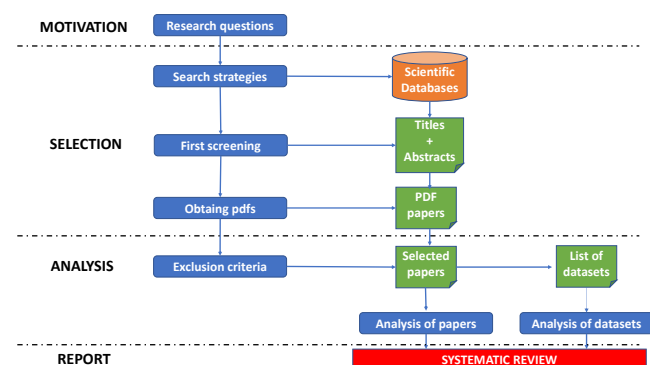 MOTIVATION
Research questions
Search strategies
Scientific
Databases
SELECTION
First screening
Titles
+
Abstracts
Obtaing pdfs
PDF
papers
ANALYSIS
Exclusion criteria
Selected
papers
List of
datasets
Analysis of papers
Analysis of datasets
REPORT
SYSTEMATIC REVIEW